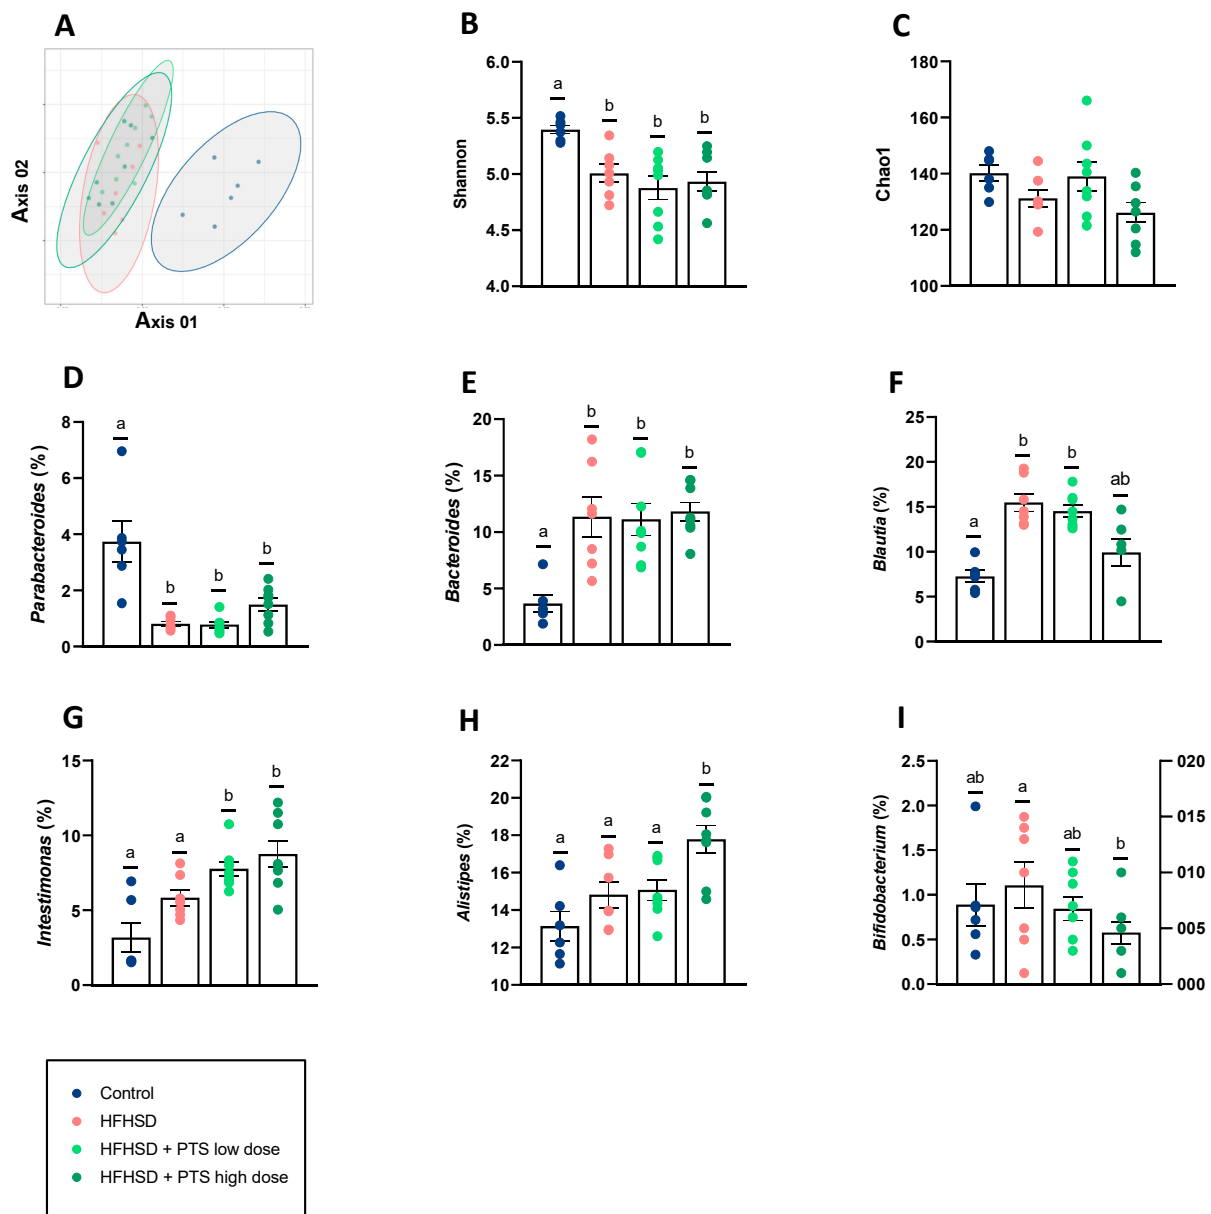 A
Axis 02
Axis 01
B
Shannon
6.0
5.5
5.0
4.5
4.0
a
b
b
b
C
Chao1
180
160
140
120
100
D
Parabacteroides (%)
8
6
4
2
0
a
b
b
b
E
Bacteroides (%)
20
15
10
5
0
a
b
b
b
F
Blautia (%)
25
20
15
10
5
0
a
b
b
ab
G
Intestimonas (%)
15
10
5
0
a
a
b
b
H
Alistipes (%)
22
20
18
16
14
12
10
a
a
a
b
I
Bifidobacterium (%)
2.5
2.0
1.5
1.0
0.5
0.0
ab
a
ab
b
020
015
010
005
000
Control
HFHSD
HFHSD + PTS low dose
HFHSD + PTS high dose